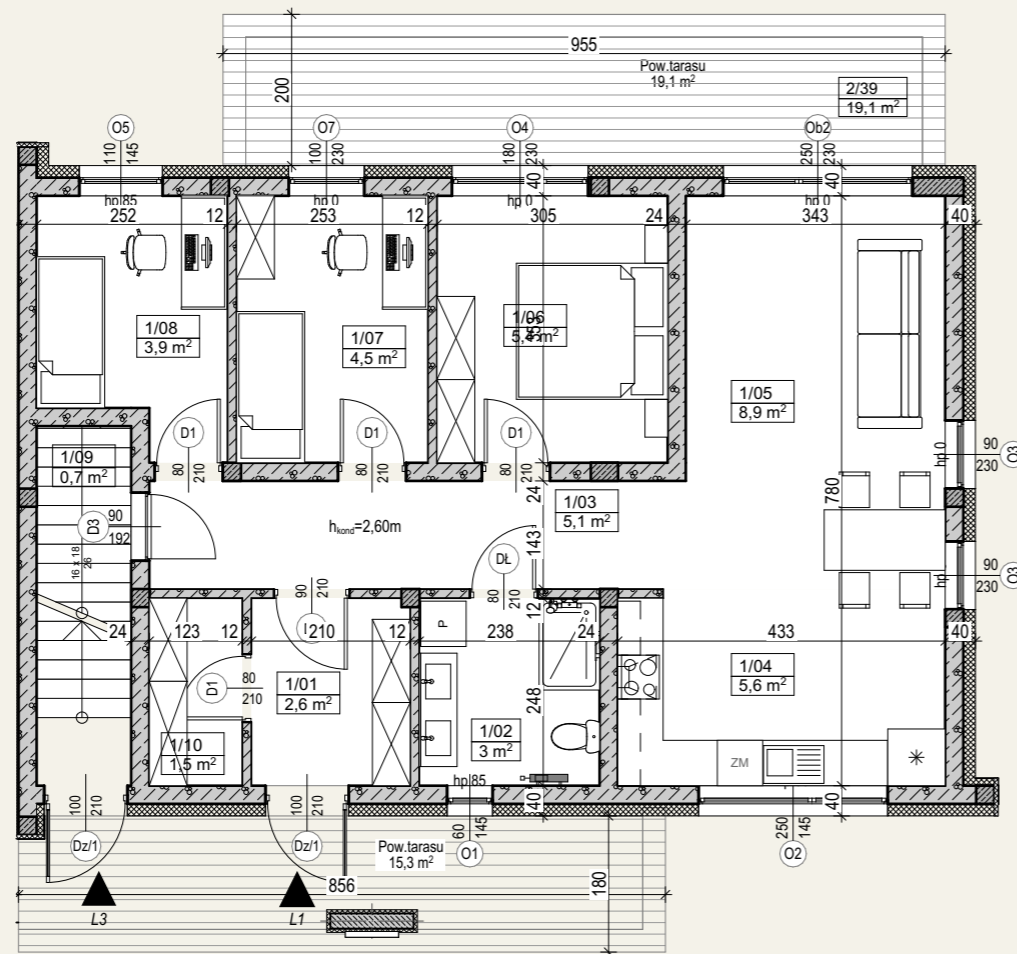 955
Pow.tarasu
19,1 m²
2/39
19,1 m²
200
O5
110
145
O7
100
230
O4
180
230
Ob2
250
230
40
40
hp 85
hp 0
hp 0
hp 0
252
12
253
12
305
24
343
40
1/08
3,9 m²
1/07
4,5 m²
1/06
5,4 m²
1/05
8,9 m²
D1
80
210
D1
80
210
D1
80
210
hp 0
90
230
O3
1/09
0,7 m²
D3
90
192
16 x 18
26
hkond=2,60m
24
1/03
5,1 m²
143
780
DŁ
80
210
hp
90
230
O3
90
210
12
24
123
12
210
12
238
24
433
40
P
D1
80
210
1/01
2,6 m²
1/04
5,6 m²
248
1/02
3 m²
1/10
1,5 m²
ZM
hp 85
40
40
100
210
Dz/1
100
210
Dz/1
60
145
O1
250
145
O2
Pow.tarasu
15,3 m²
856
180
L3
L1